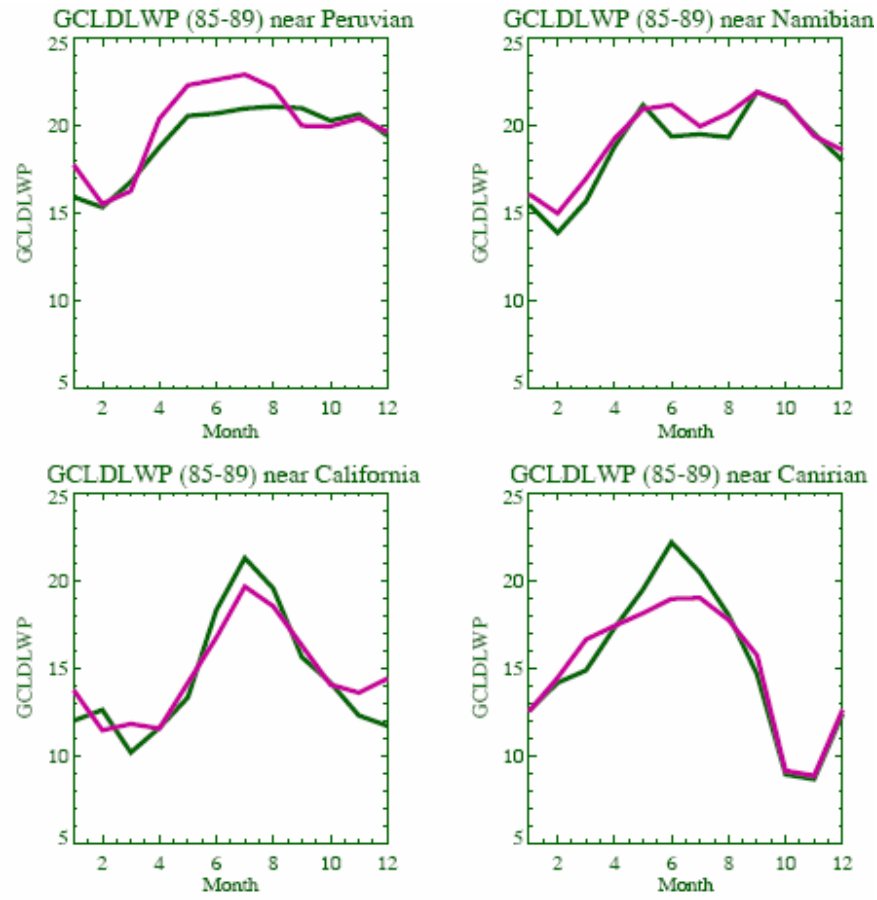 GCLDLWP (85-89) near Peruvian
25
20
15
10
5
GCLDLWP
2 4 6 8 10 12
Month
GCLDLWP (85-89) near Namibian
25
20
15
10
5
GCLDLWP
2 4 6 8 10 12
Month
GCLDLWP (85-89) near California
25
20
15
10
5
GCLDLWP
2 4 6 8 10 12
Month
GCLDLWP (85-89) near Canirian
25
20
15
10
5
GCLDLWP
2 4 6 8 10 12
Month